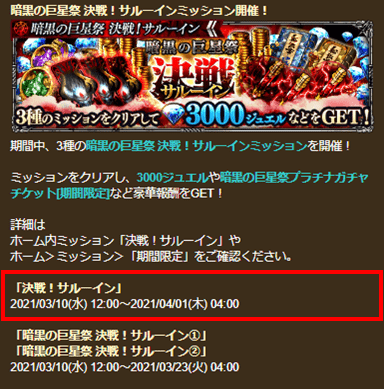 暗黒の巨星祭 決戦！サルーインミッション開催！
暗黒の巨星祭 決戦！サルーイン
暗黒の巨星祭
決戦
サルーイン
3種のミッションをクリアして 3000ジュエルなどをGET！
期間中、3種の暗黒の巨星祭 決戦！サルーインミッションを開催！
ミッションをクリアし、3000ジュエルや暗黒の巨星祭プラチナガチャ
チケット[期間限定]など豪華報酬をGET！
詳細は
ホーム内ミッション「決戦！サルーイン」や
ホーム＞ミッション＞「期間限定」をご確認ください。
「決戦！サルーイン」
2021/03/10(水) 12:00～2021/04/01(木) 04:00
「暗黒の巨星祭 決戦！サルーイン①」
「暗黒の巨星祭 決戦！サルーイン②」
2021/03/10(水) 12:00～2021/03/23(火) 04:00